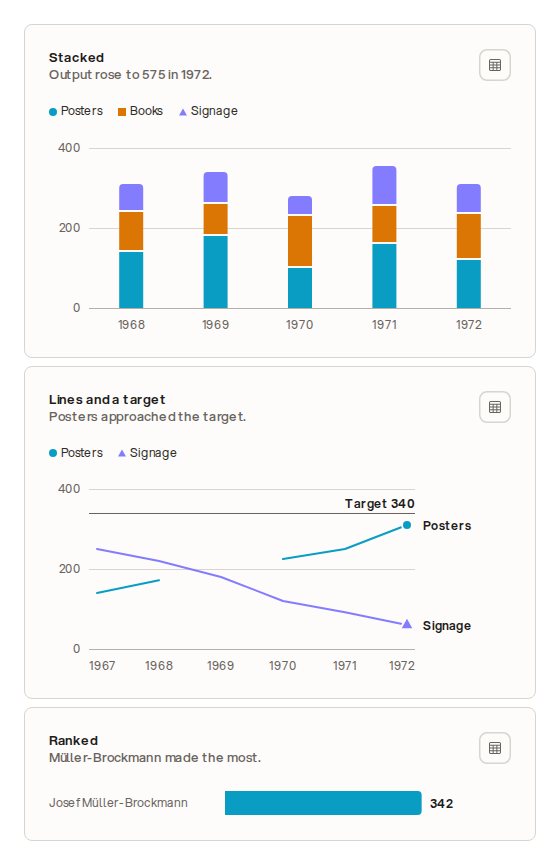 Stacked
Output rose to 575 in 1972.
Posters Books Signage
400
200
0
1968 1969 1970 1971 1972
Lines and a target
Posters approached the target.
Posters Signage
400
Target 340
Posters
200
Signage
0
1967 1968 1969 1970 1971 1972
Ranked
Müller-Brockmann made the most.
Josef Müller-Brockmann 342